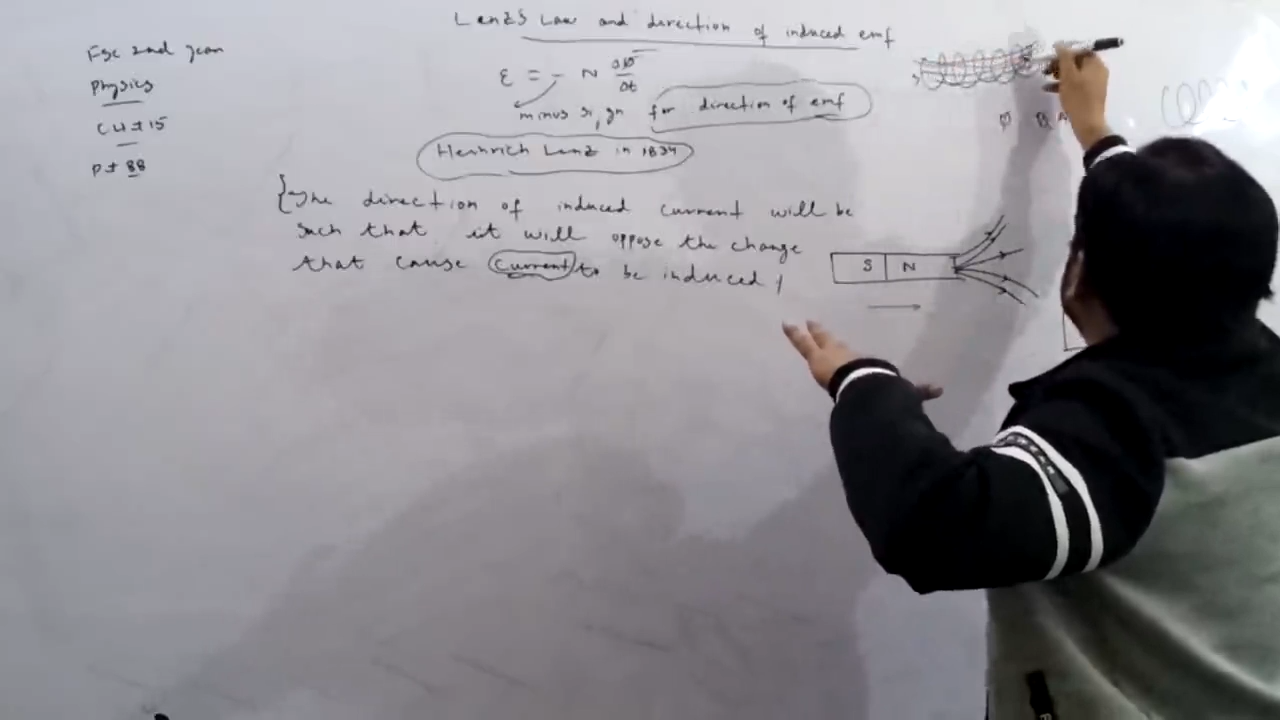 Lenz's Law and direction of induced emf
Fsc 2nd year
Physics
CH # 15
P # 88
ε = - N ΔΦ
Δt
minus sign for direction of emf
Heinrich Lenz in 1834
{The direction of induced current will be
such that it will oppose the change
that cause current to be induced /
S N
Φ B A